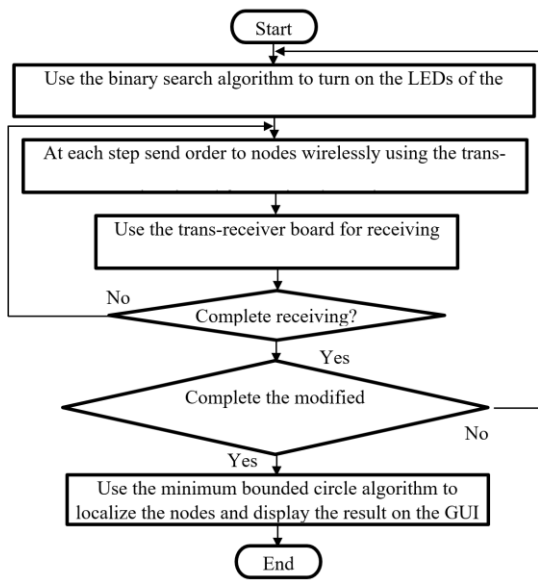 Start
Use the binary search algorithm to turn on the LEDs of the
At each step send order to nodes wirelessly using the trans-
Use the trans-receiver board for receiving
No
Complete receiving?
Yes
Complete the modified
No
Yes
Use the minimum bounded circle algorithm to
localize the nodes and display the result on the GUI
End